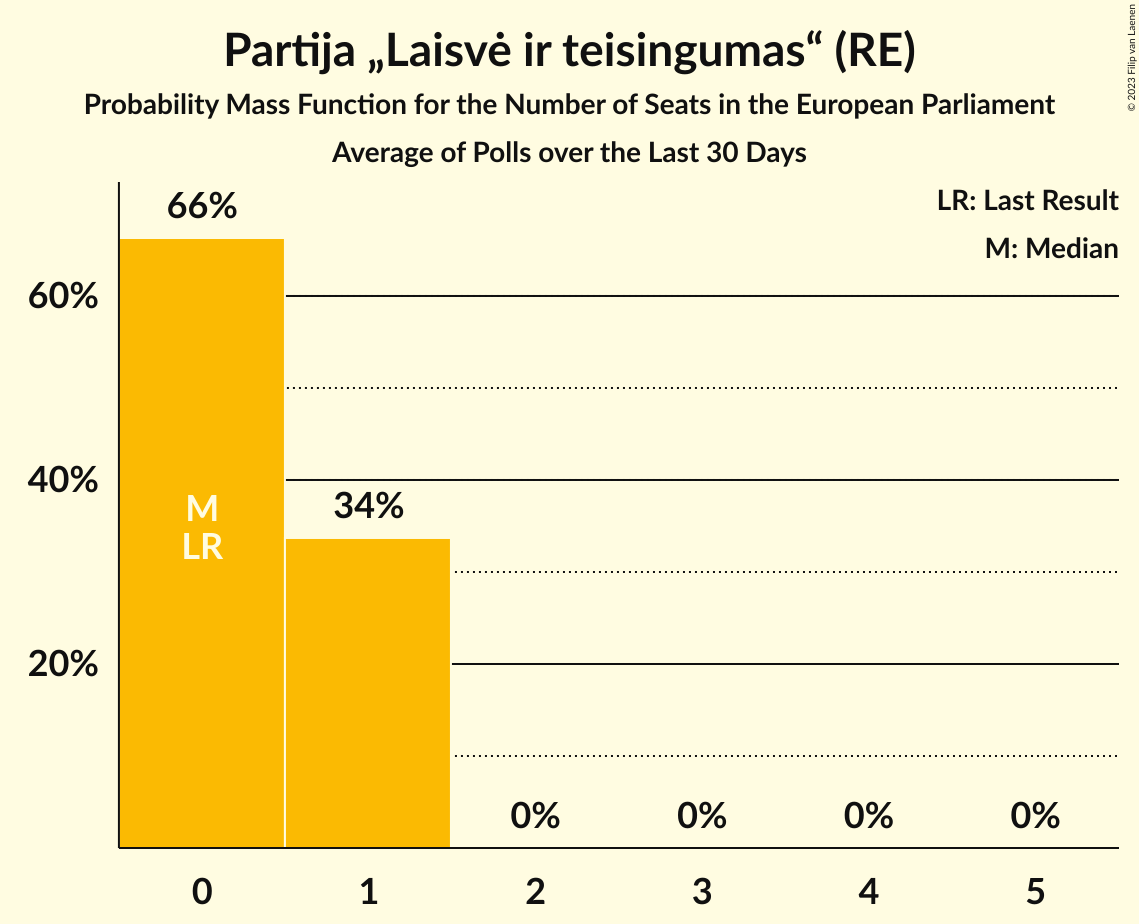 Partija „Laisvė ir teisingumas“ (RE)
Probability Mass Function for the Number of Seats in the European Parliament
Average of Polls over the Last 30 Days
© 2023 Filip van Laenen
LR: Last Result
M: Median
66%
60%
40%
34%
M
LR
20%
0% 0% 0% 0%
0 1 2 3 4 5